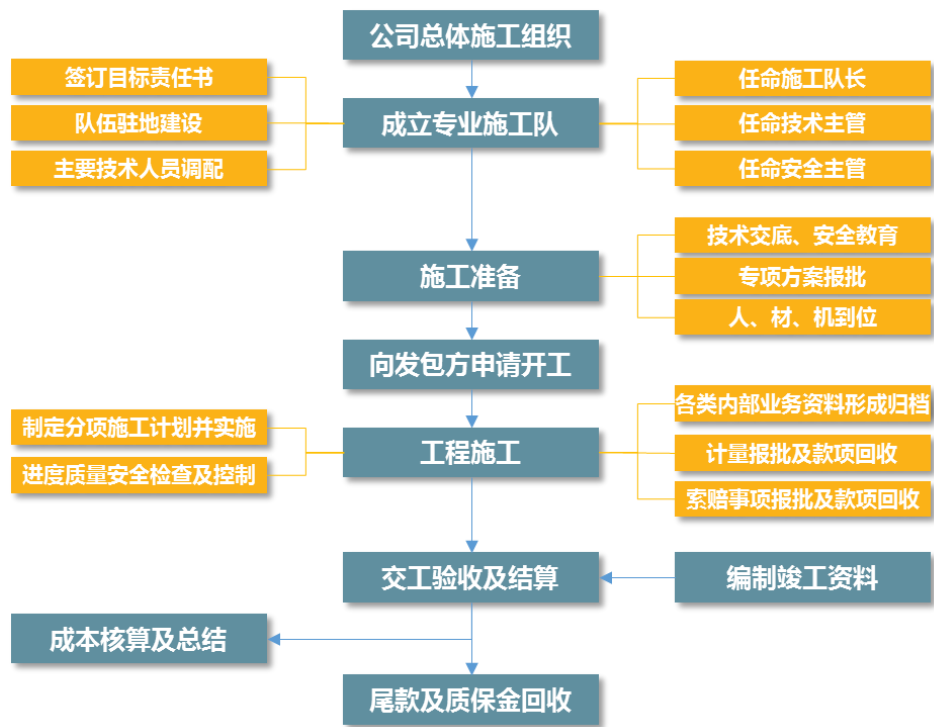 公司总体施工组织
签订目标责任书
任命施工队长
队伍驻地建设
成立专业施工队
任命技术主管
主要技术人员调配
任命安全主管
技术交底、安全教育
施工准备
专项方案报批
人、材、机到位
向发包方申请开工
各类内部业务资料形成归档
制定分项施工计划并实施
工程施工
计量报批及款项回收
进度质量安全检查及控制
索赔事项报批及款项回收
交工验收及结算
编制竣工资料
成本核算及总结
尾款及质保金回收